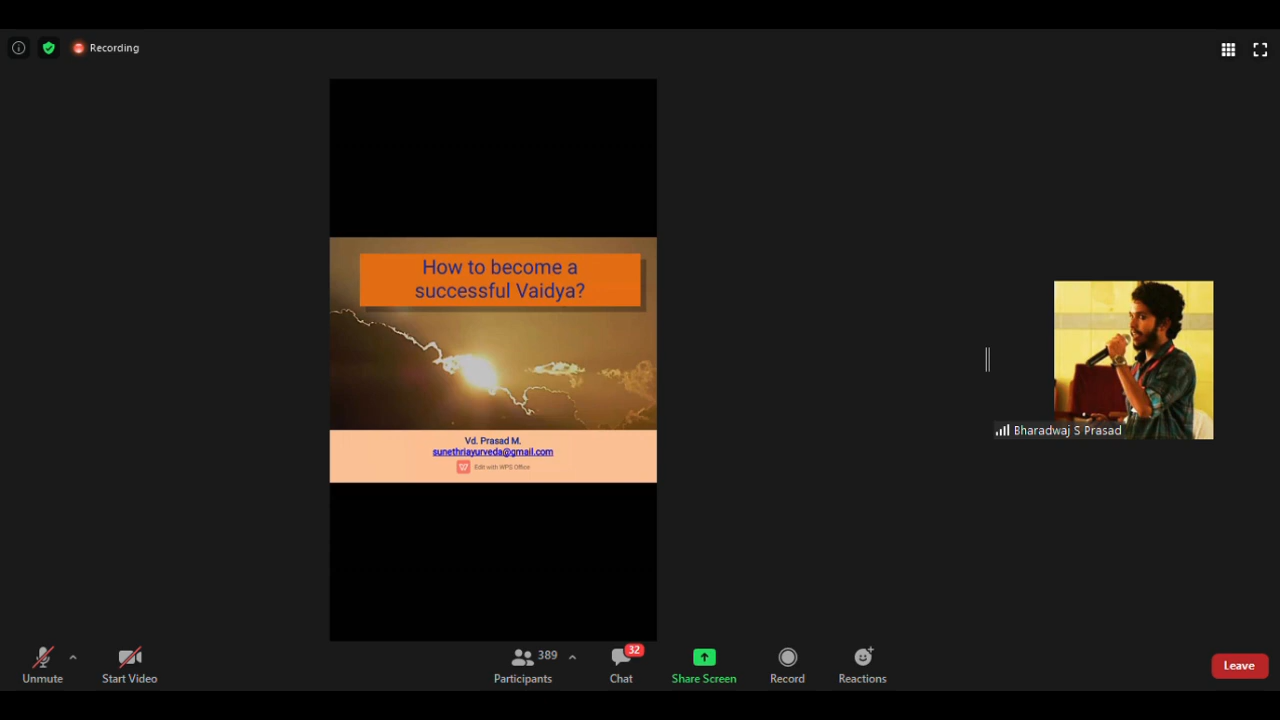 Recording
How to become a
successful Vaidya?
Vd. Prasad M.
sunethriayurveda@gmail.com
Edit with WPS Office
Bharadwaj S Prasad
Unmute
Start Video
389
Participants
32
Chat
Share Screen
Record
Reactions
Leave